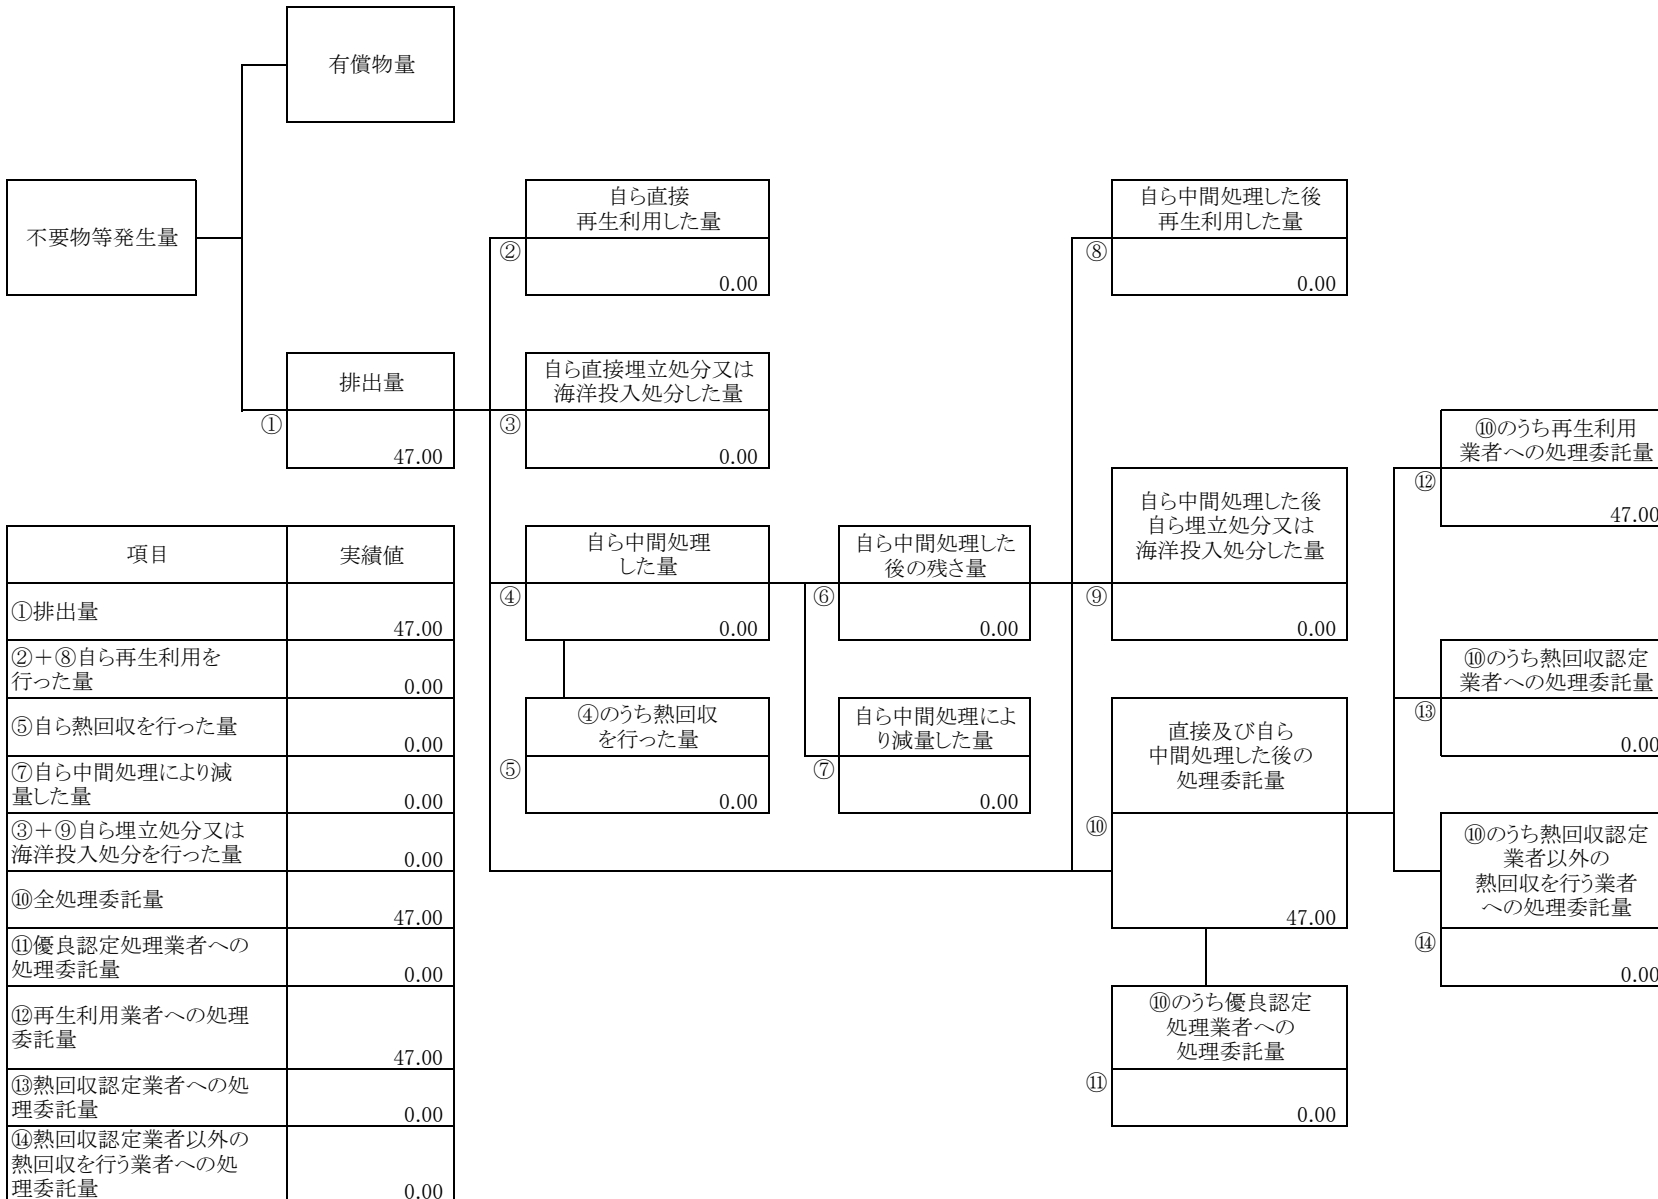 有償物量
不要物等発生量
排出量
①
47.00
自ら直接
再生利用した量
②
0.00
自ら直接埋立処分又は
海洋投入処分した量
③
0.00
自ら中間処理
した量
④
0.00
④のうち熱回収
を行った量
⑤
0.00
自ら中間処理した
後の残さ量
⑥
0.00
自ら中間処理によ
り減量した量
⑦
0.00
自ら中間処理した後
再生利用した量
⑧
0.00
自ら中間処理した後
自ら埋立処分又は
海洋投入処分した量
⑨
0.00
直接及び自ら
中間処理した後の
処理委託量
⑩
47.00
⑩のうち優良認定
処理業者への
処理委託量
⑪
0.00
⑩のうち再生利用
業者への処理委託量
⑫
47.00
⑩のうち熱回収認定
業者への処理委託量
⑬
0.00
⑩のうち熱回収認定
業者以外の
熱回収を行う業者
への処理委託量
⑭
0.00
項目 実績値
①排出量
47.00
②＋⑧自ら再生利用を
行った量
0.00
⑤自ら熱回収を行った量
0.00
⑦自ら中間処理により減
量した量
0.00
③＋⑨自ら埋立処分又は
海洋投入処分を行った量
0.00
⑩全処理委託量
47.00
⑪優良認定処理業者への
処理委託量
0.00
⑫再生利用業者への処理
委託量
47.00
⑬熱回収認定業者への処
理委託量
0.00
⑭熱回収認定業者以外の
熱回収を行う業者への処
理委託量
0.00